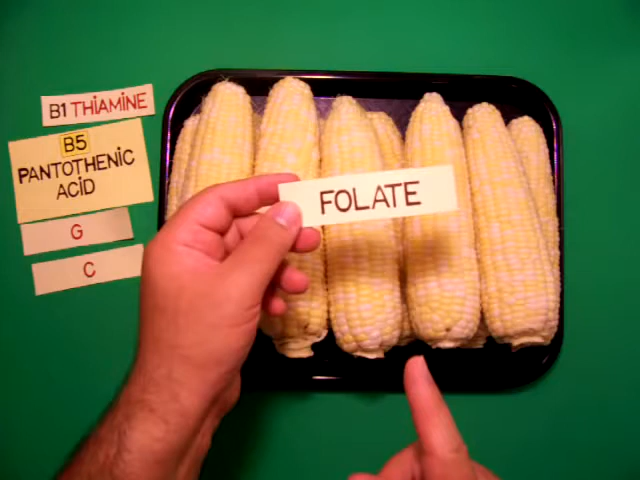 B1 THiAMiNE
B5
PANTOTHENiC
ACiD
G
C
FOLATE